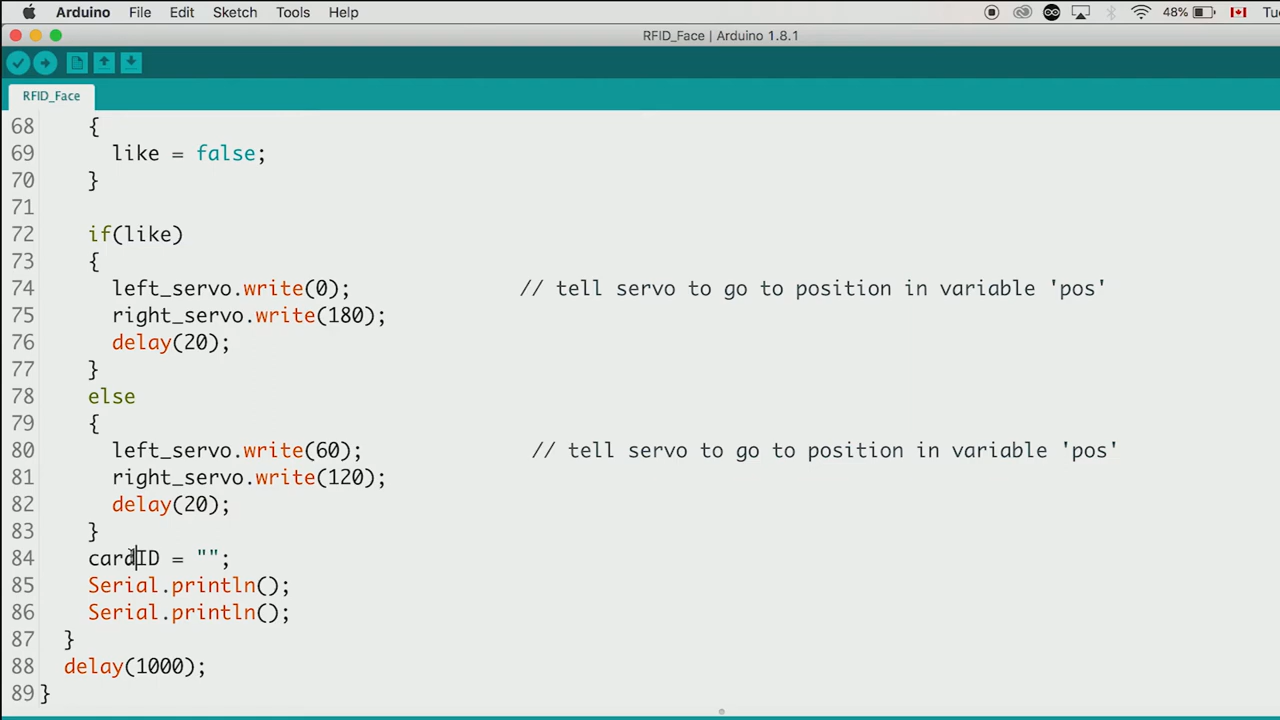 Arduino File Edit Sketch Tools Help 48% Tue
RFID_Face | Arduino 1.8.1
RFID_Face
68 {
69 like = false;
70 }
71
72 if(like)
73 {
74 left_servo.write(0); // tell servo to go to position in variable 'pos'
75 right_servo.write(180);
76 delay(20);
77 }
78 else
79 {
80 left_servo.write(60); // tell servo to go to position in variable 'pos'
81 right_servo.write(120);
82 delay(20);
83 }
84 cardID = "";
85 Serial.println();
86 Serial.println();
87 }
88 delay(1000);
89 }